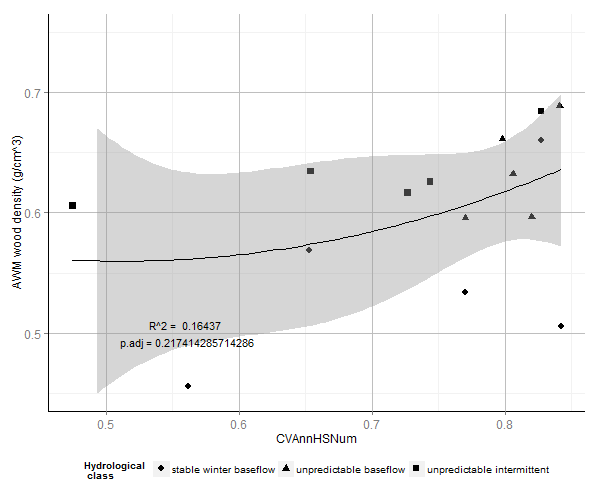 0.7
0.6
0.5
AWM wood density (g/cm^3)
R^2 = 0.16437
p.adj = 0.217414285714286
0.5 0.6 0.7 0.8
CVAnnHSNum
Hydrological
class
stable winter baseflow unpredictable baseflow unpredictable intermittent